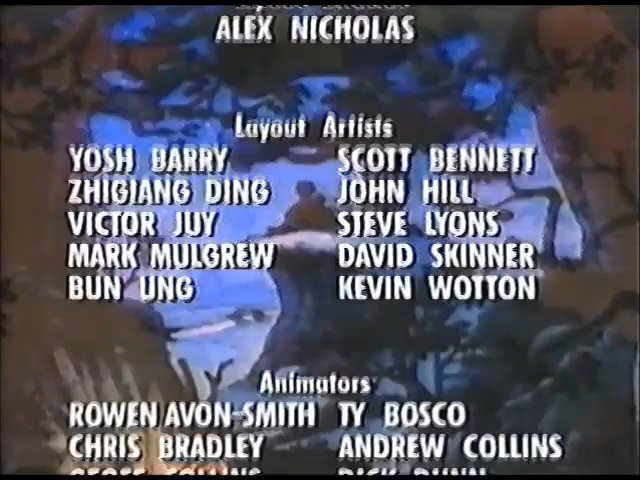 ALEX NICHOLAS
Layout Artists
YOSH BARRY SCOTT BENNETT
ZHIGIANG DING JOHN HILL
VICTOR JUY STEVE LYONS
MARK MULGREW DAVID SKINNER
BUN UNG KEVIN WOTTON
Animators
ROWEN AVON-SMITH TY BOSCO
CHRIS BRADLEY ANDREW COLLINS